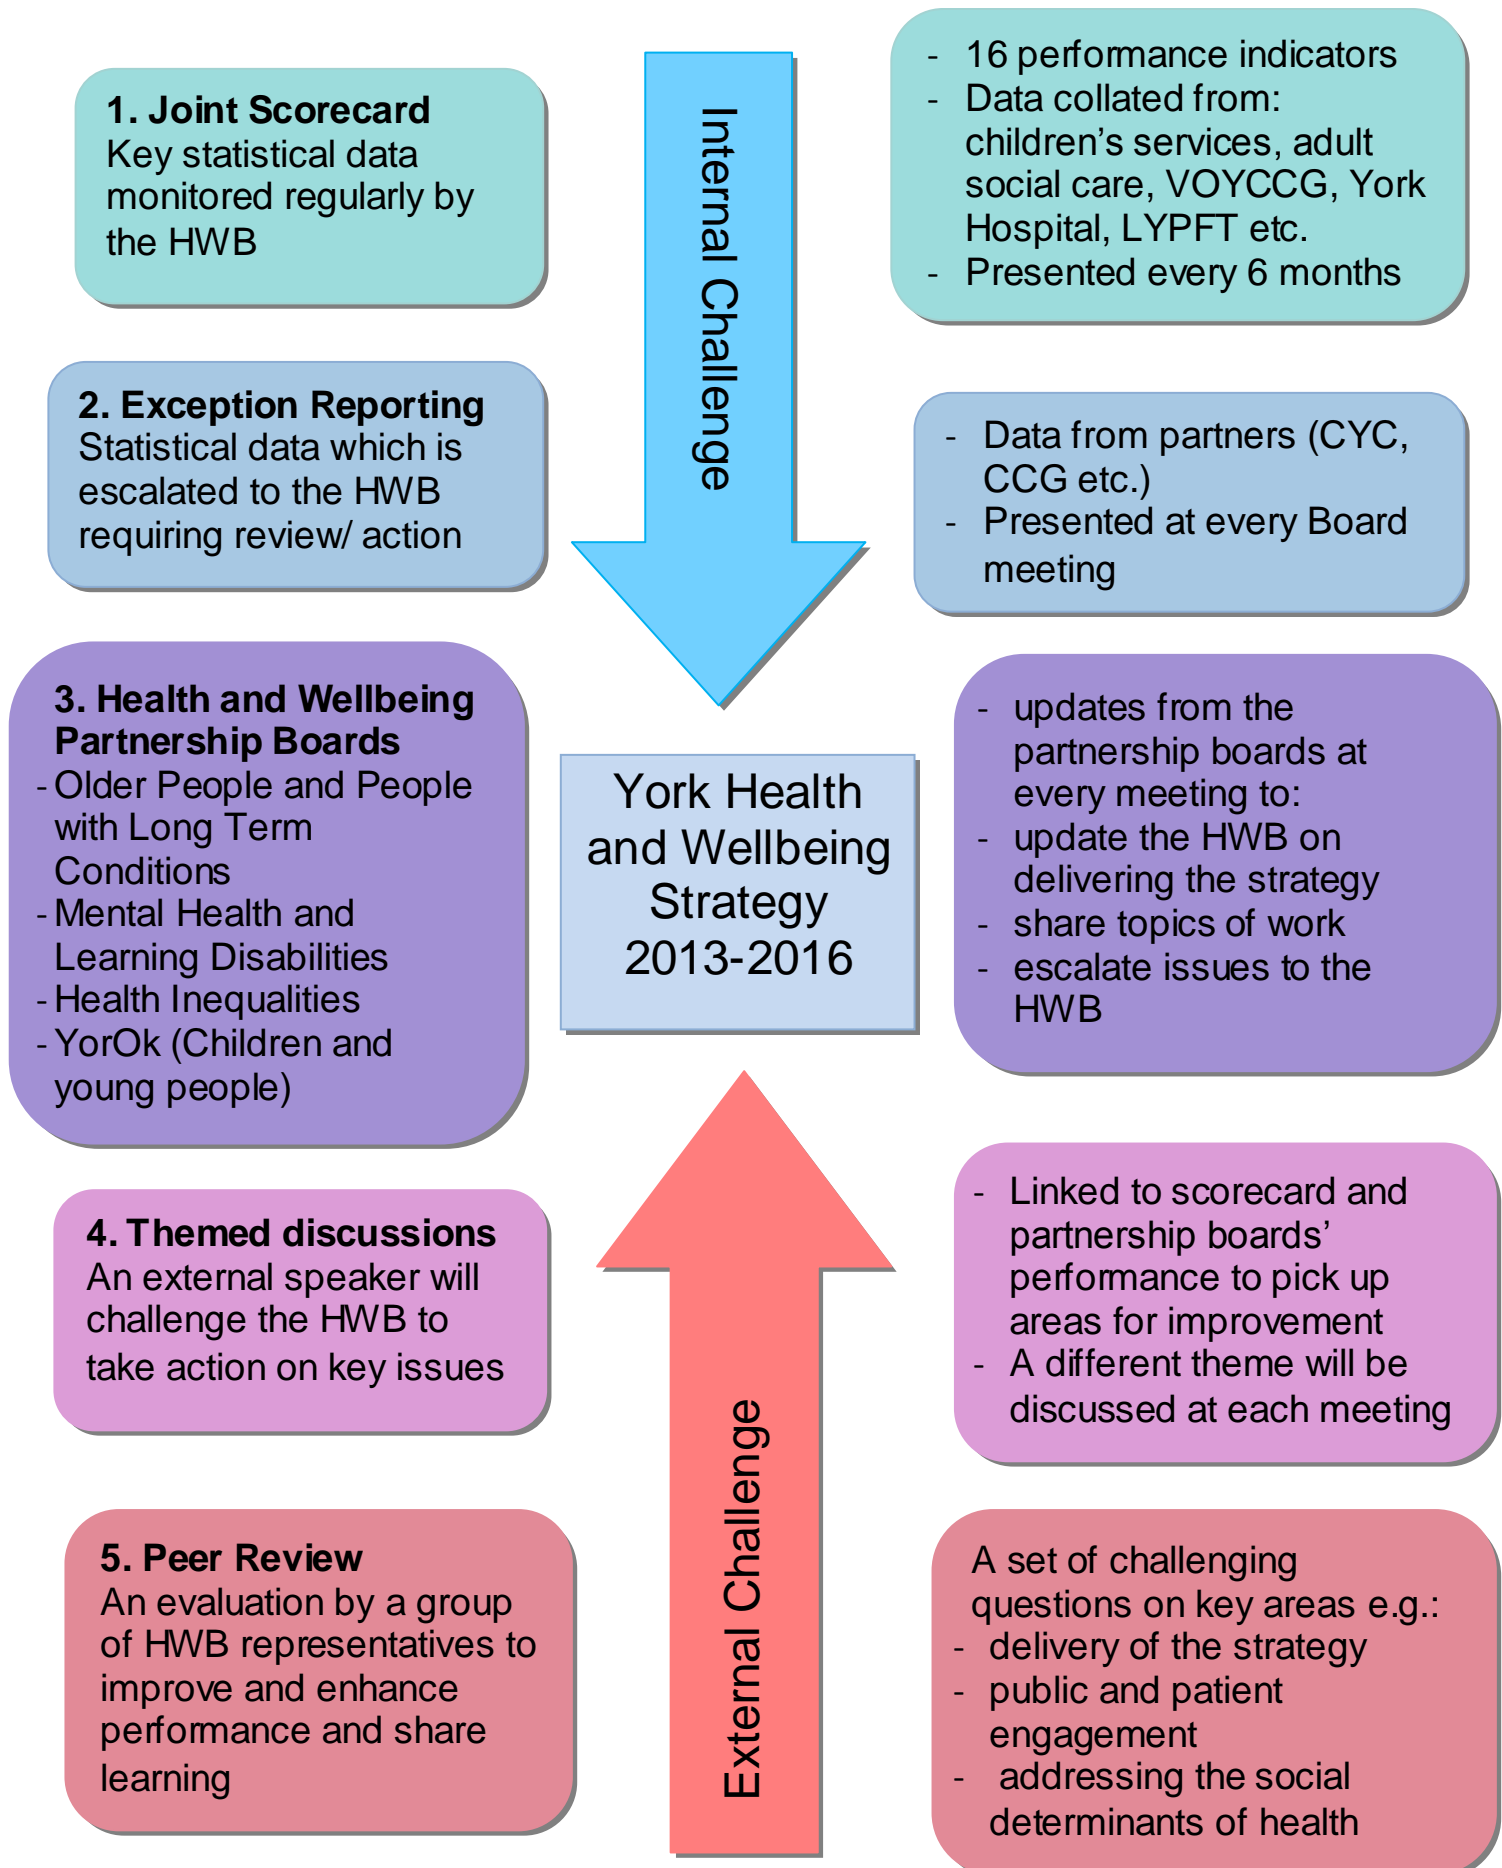 1. Joint Scorecard
Key statistical data
monitored regularly by
the HWB
Internal Challenge
- 16 performance indicators
- Data collated from:
children’s services, adult
social care, VOYCCG, York
Hospital, LYPFT etc.
- Presented every 6 months
2. Exception Reporting
Statistical data which is
escalated to the HWB
requiring review/ action
- Data from partners (CYC,
CCG etc.)
- Presented at every Board
meeting
3. Health and Wellbeing
Partnership Boards
- Older People and People
with Long Term
Conditions
- Mental Health and
Learning Disabilities
- Health Inequalities
- YorOk (Children and
young people)
York Health
and Wellbeing
Strategy
2013-2016
- updates from the
partnership boards at
every meeting to:
- update the HWB on
delivering the strategy
- share topics of work
- escalate issues to the
HWB
4. Themed discussions
An external speaker will
challenge the HWB to
take action on key issues
External Challenge
- Linked to scorecard and
partnership boards’
performance to pick up
areas for improvement
- A different theme will be
discussed at each meeting
5. Peer Review
An evaluation by a group
of HWB representatives to
improve and enhance
performance and share
learning
A set of challenging
questions on key areas e.g.:
- delivery of the strategy
- public and patient
engagement
- addressing the social
determinants of health